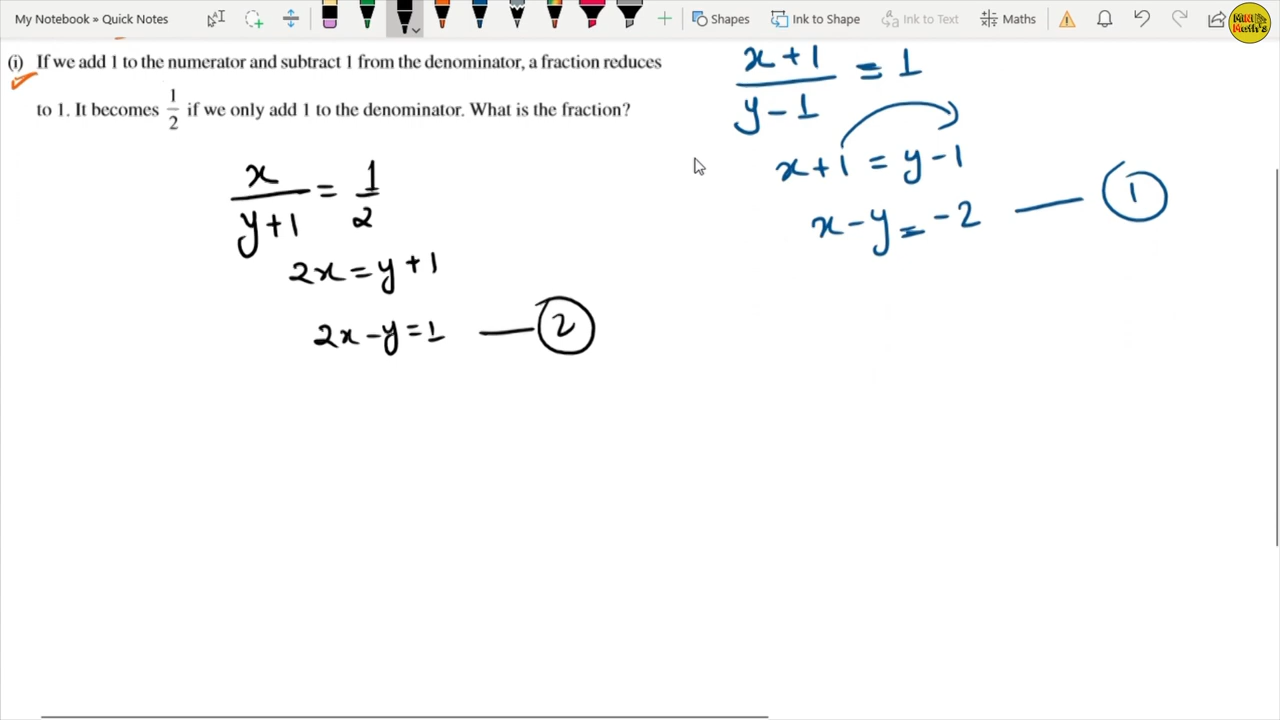 My Notebook » Quick Notes
Shapes
Ink to Shape
Ink to Text
Maths
(i) If we add 1 to the numerator and subtract 1 from the denominator, a fraction reduces
to 1. It becomes 1/2 if we only add 1 to the denominator. What is the fraction?
x/(y+1) = 1/2
2x = y+1
2x-y=1 — 2
(x+1)/(y-1) = 1
x+1 = y-1
x-y = -2 — 1